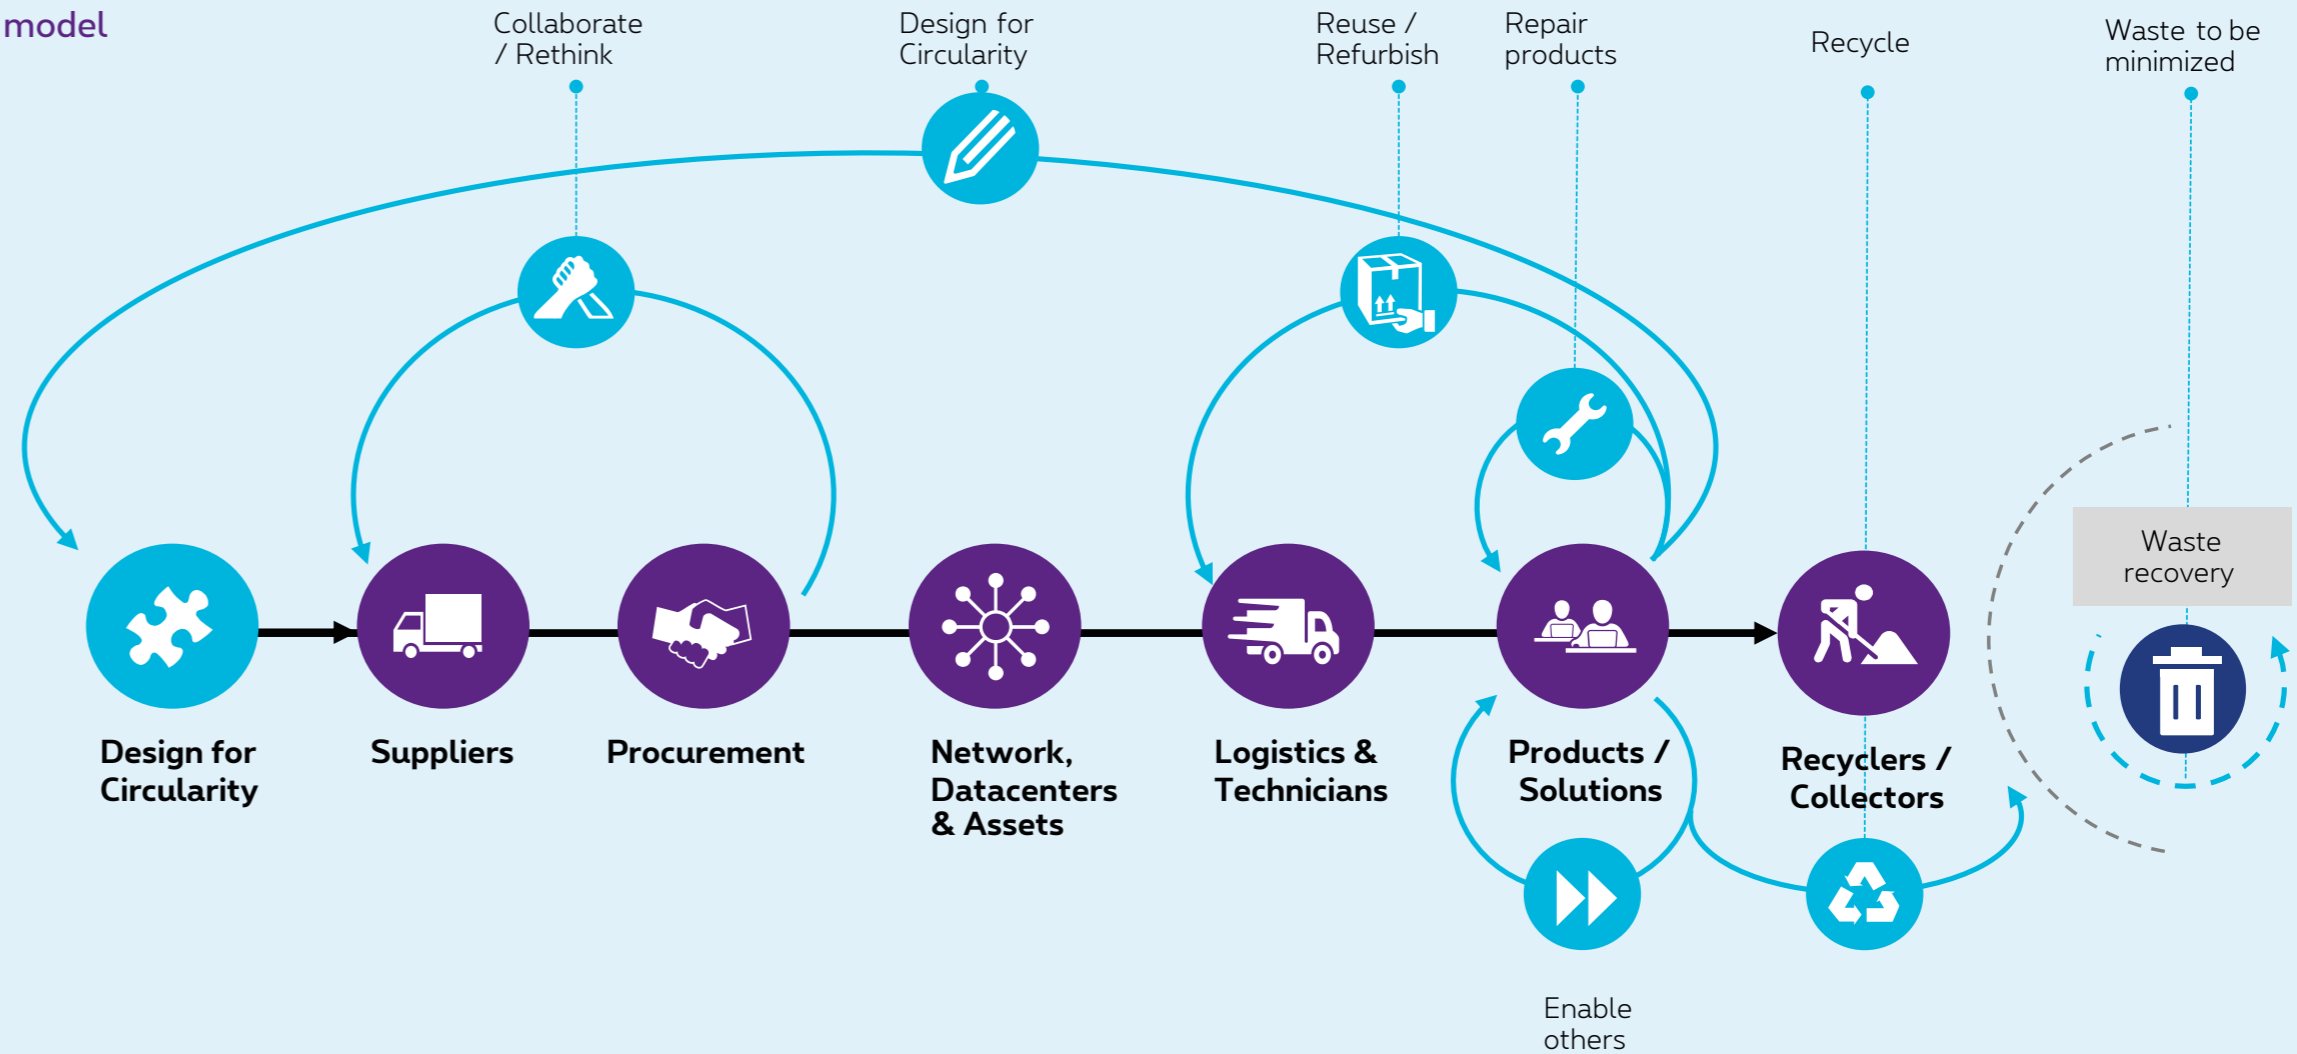 model
Collaborate
/ Rethink
Design for
Circularity
Reuse /
Refurbish
Repair
products
Recycle
Waste to be
minimized
Waste
recovery
Design for
Circularity
Suppliers
Procurement
Network,
Datacenters
& Assets
Logistics &
Technicians
Products /
Solutions
Recyclers /
Collectors
Enable
others